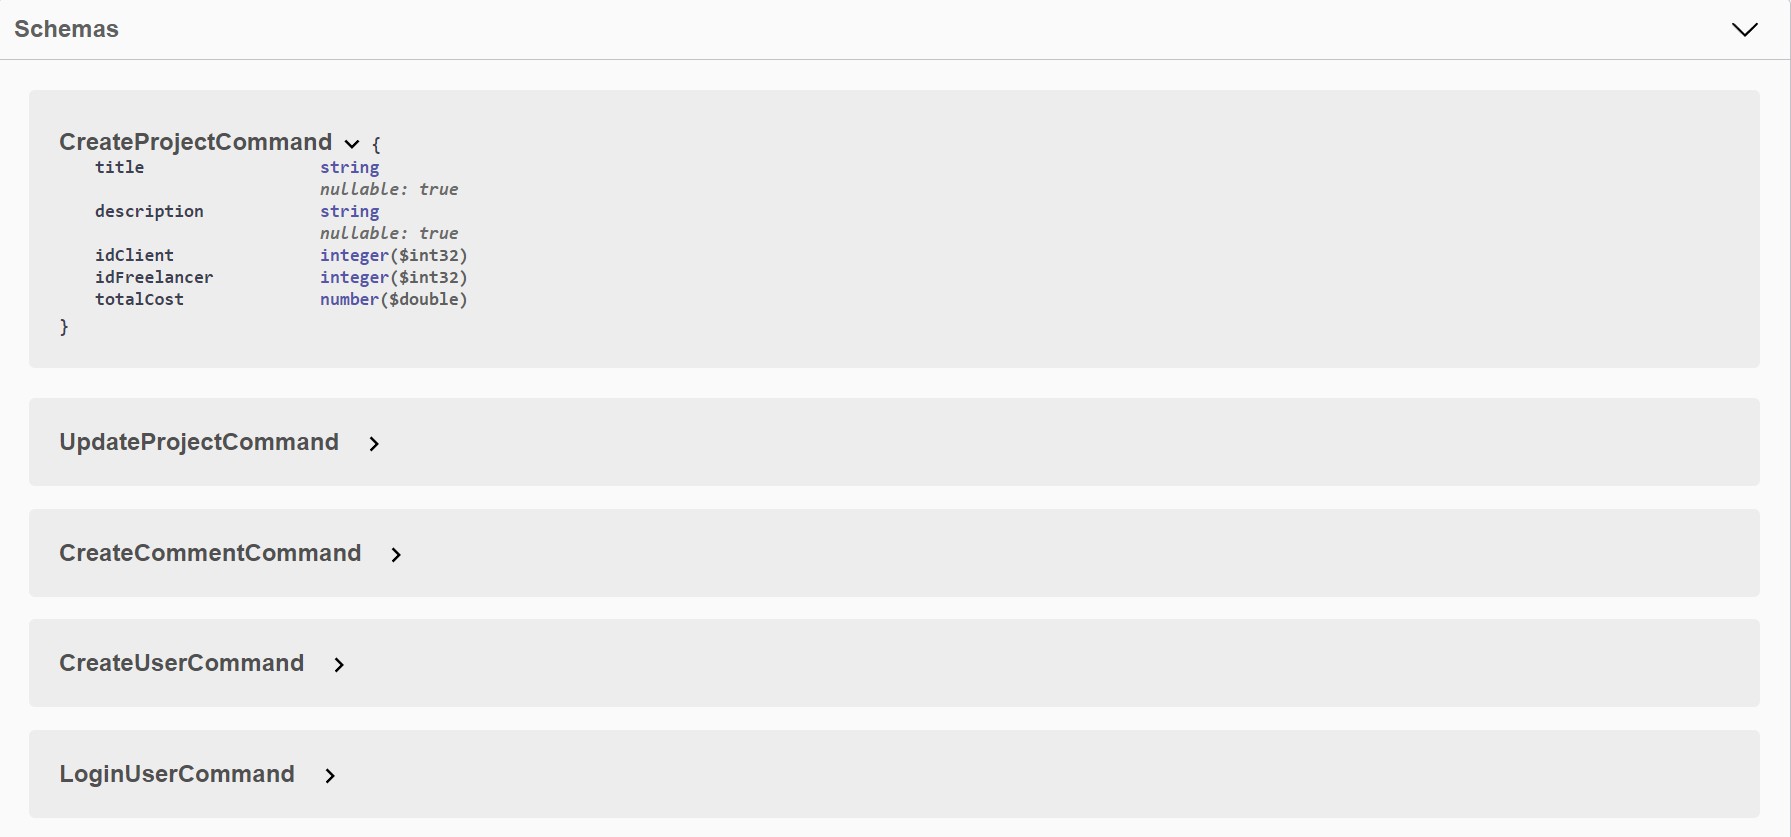 Schemas
CreateProjectCommand {
title string
nullable: true
description string
nullable: true
idClient integer($int32)
idFreelancer integer($int32)
totalCost number($double)
}
UpdateProjectCommand
CreateCommentCommand
CreateUserCommand
LoginUserCommand